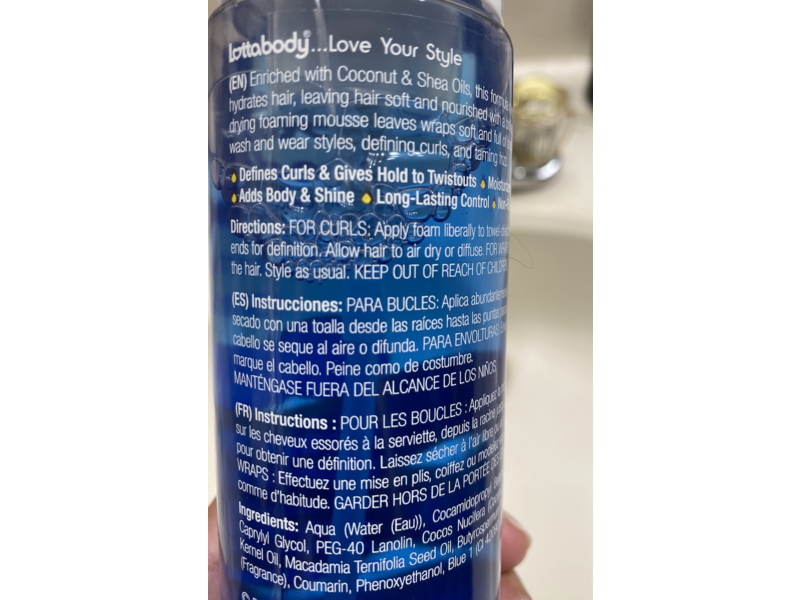 lottabody...Love Your Style
(EN) Enriched with Coconut & Shea Oils, this formula
hydrates hair, leaving hair soft and nourished with a
drying foaming mousse leaves wraps soft and full of
wash and wear styles, defining curls, and taming frizz
Defines Curls & Gives Hold to Twistouts
Adds Body & Shine Long-Lasting Control
Directions: FOR CURLS: Apply foam liberally to
ends for definition. Allow hair to air dry or diffuse. FOR
the hair. Style as usual. KEEP OUT OF REACH OF
(ES) Instrucciones: PARA BUCLES: Aplica
secado con una toalla desde las raíces hasta las puntas
cabello se seque al aire o difunda. PARA ENVOLTURAS
marque el cabello. Peine como de costumbre.
MANTÉNGASE FUERA DEL ALCANCE DE LOS NIÑOS.
(FR) Instructions : POUR LES BOUCLES : Appliquez
sur les cheveux essorés à la serviette, depuis la racine
pour obtenir une définition. Laissez sécher à l'air libre ou
WRAPS : Effectuez une mise en plis, coiffez ou
comme d'habitude. GARDER HORS DE LA PORTÉE
Ingredients: Aqua (Water (Eau)), Cocamidopropyl
Caprylyl Glycol, PEG-40 Lanolin, Cocos Nucifera
Kernel Oil, Macadamia Ternifolia Seed Oil,
(Fragrance), Coumarin, Phenoxyethanol, Blue 1 (CI